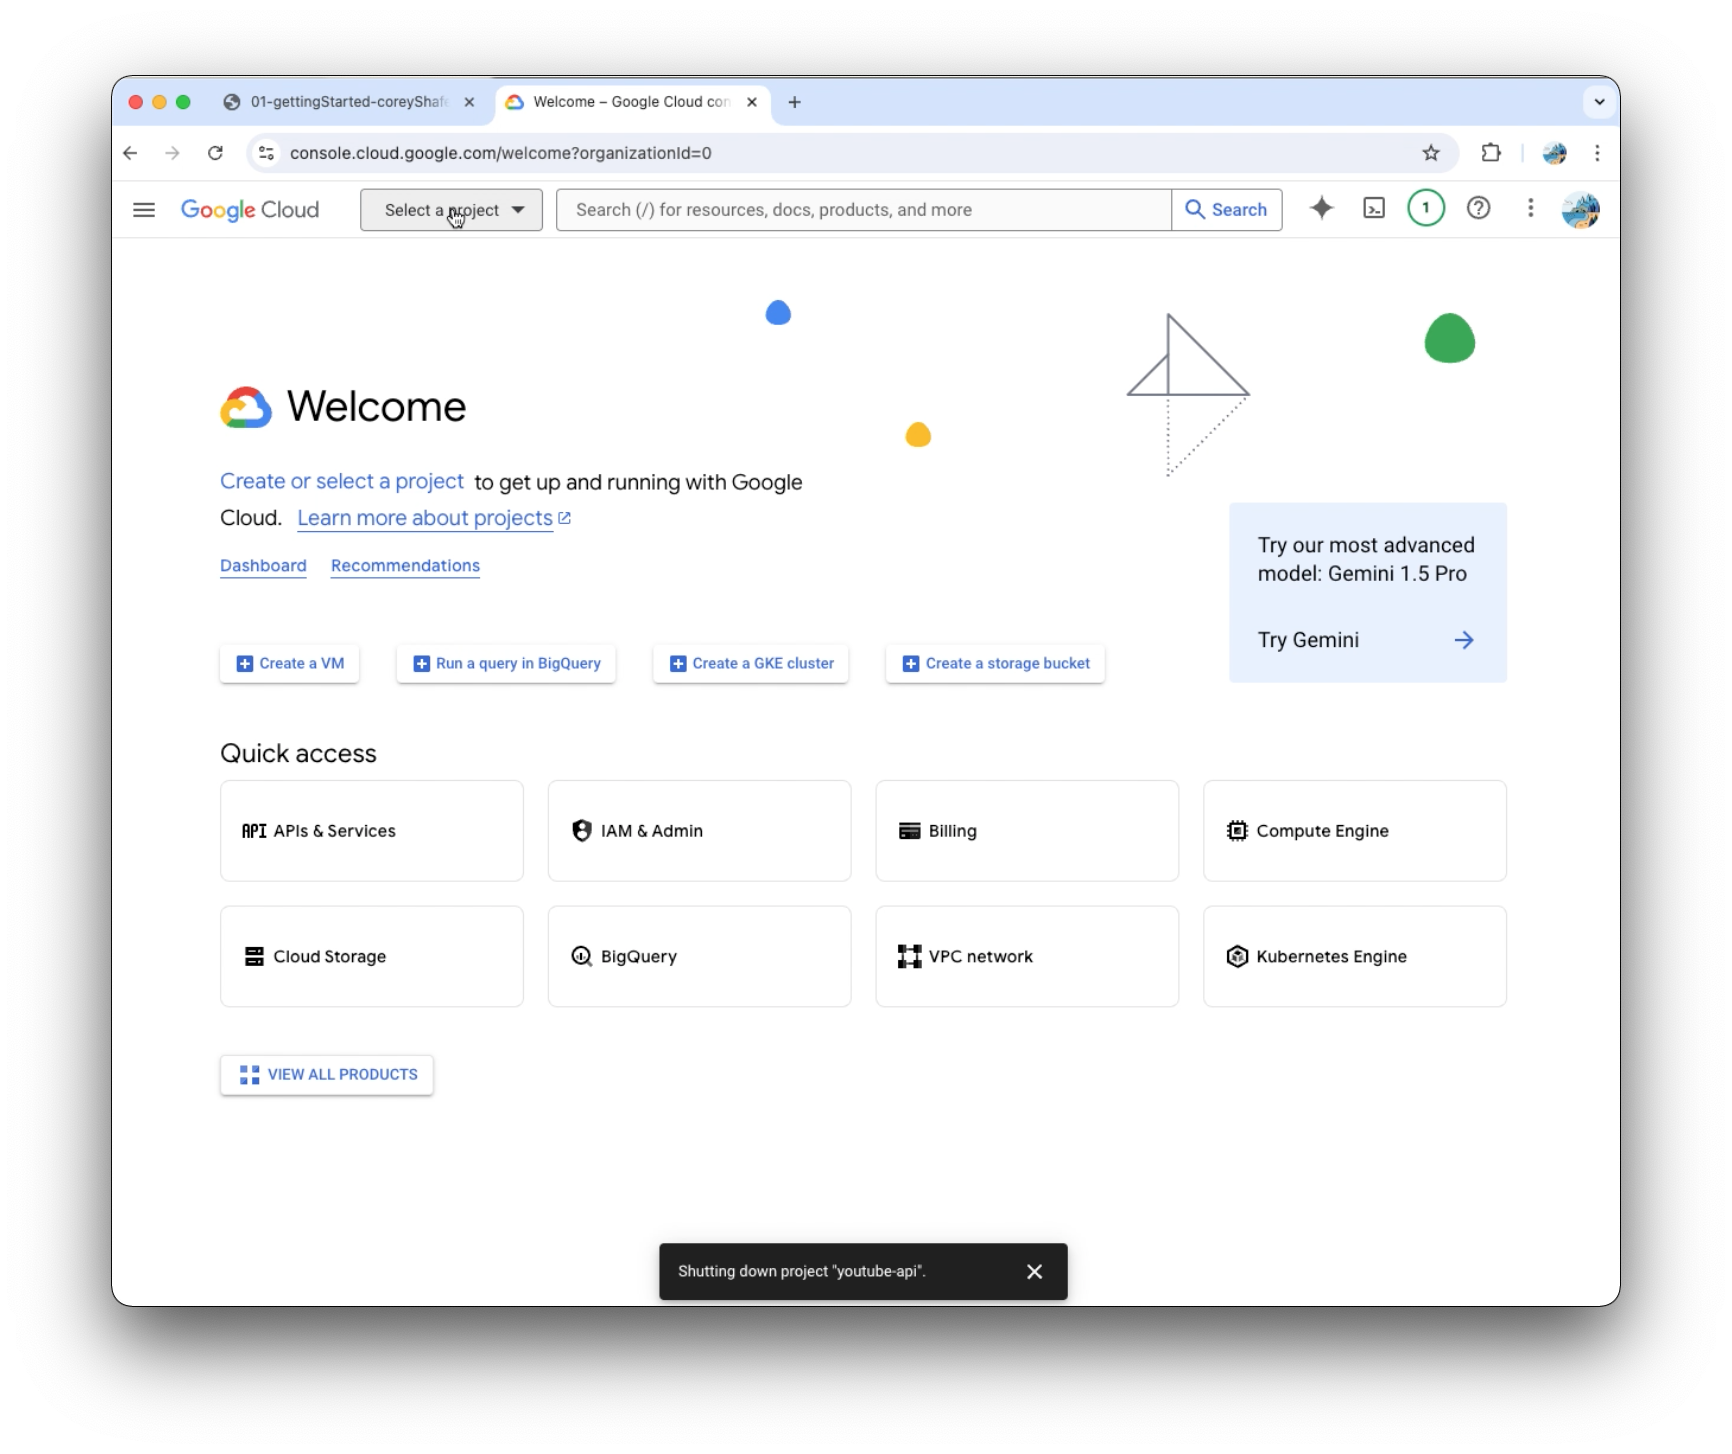 01-gettingStarted-coreyShafe
Welcome – Google Cloud con
console.cloud.google.com/welcome?organizationId=0
Google Cloud
Select a project
Search (/) for resources, docs, products, and more
Search
1
Welcome
Create or select a project to get up and running with Google
Cloud. Learn more about projects
Dashboard Recommendations
Try our most advanced
model: Gemini 1.5 Pro
Try Gemini
Create a VM
Run a query in BigQuery
Create a GKE cluster
Create a storage bucket
Quick access
API APIs & Services
IAM & Admin
Billing
Compute Engine
Cloud Storage
BigQuery
VPC network
Kubernetes Engine
VIEW ALL PRODUCTS
Shutting down project "youtube-api".